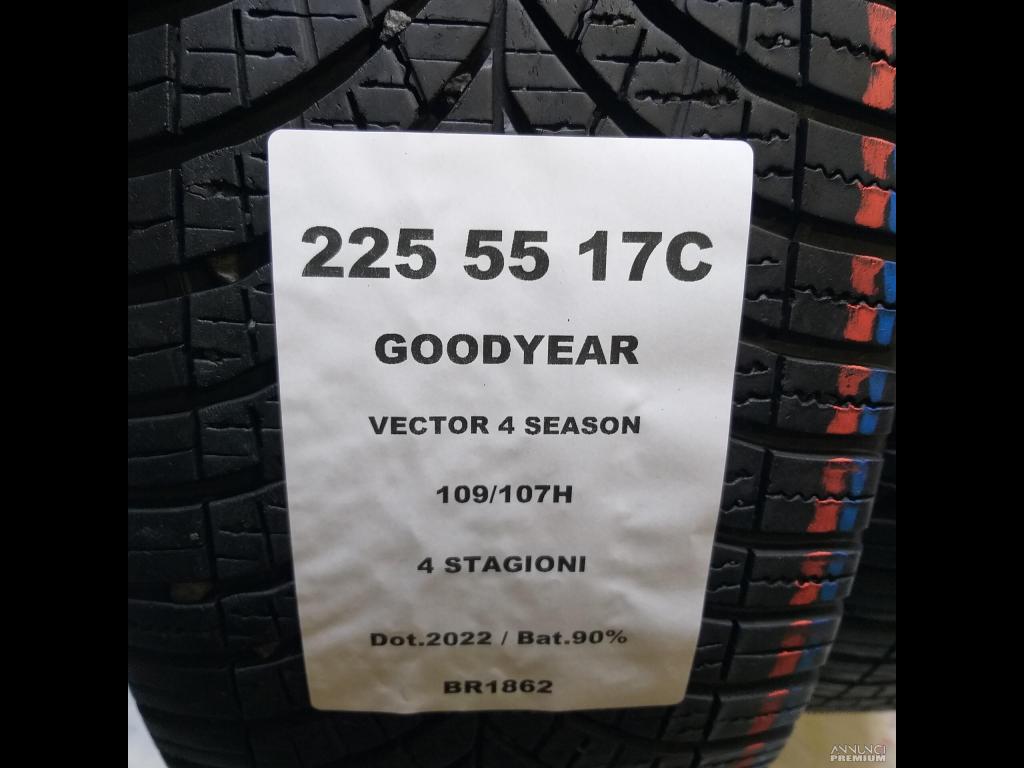 225 55 17C
GOODYEAR
VECTOR 4 SEASON
109/107H
4 STAGIONI
Dot.2022 / Bat.90%
BR1862
ANNUNCI
PREMIUM